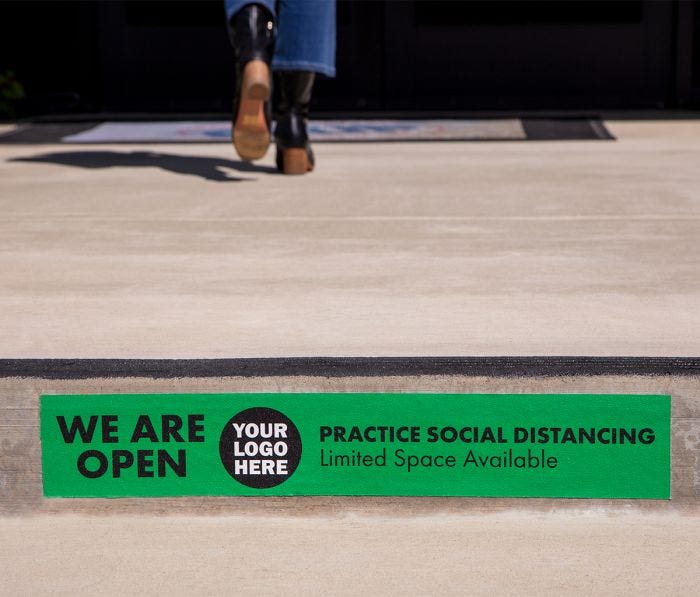 WE ARE
OPEN
YOUR
LOGO
HERE
PRACTICE SOCIAL DISTANCING
Limited Space Available